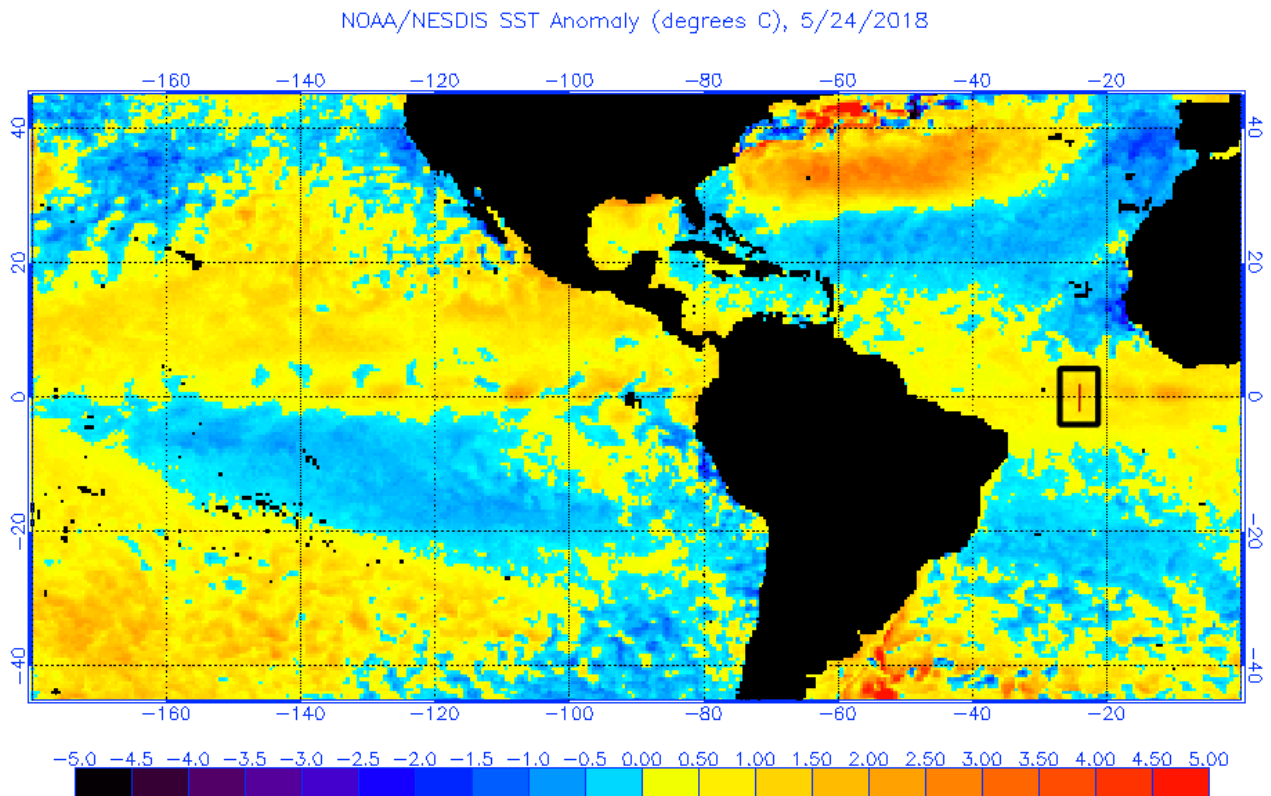 NOAA/NESDIS SST Anomaly (degrees C), 5/24/2018
−160 −140 −120 −100 −80 −60 −40 −20
40 40
20 20
0 0
−20 −20
−40 −40
−160 −140 −120 −100 −80 −60 −40 −20
−5.0 −4.5 −4.0 −3.5 −3.0 −2.5 −2.0 −1.5 −1.0 −0.5 0.00 0.50 1.00 1.50 2.00 2.50 3.00 3.50 4.00 4.50 5.00